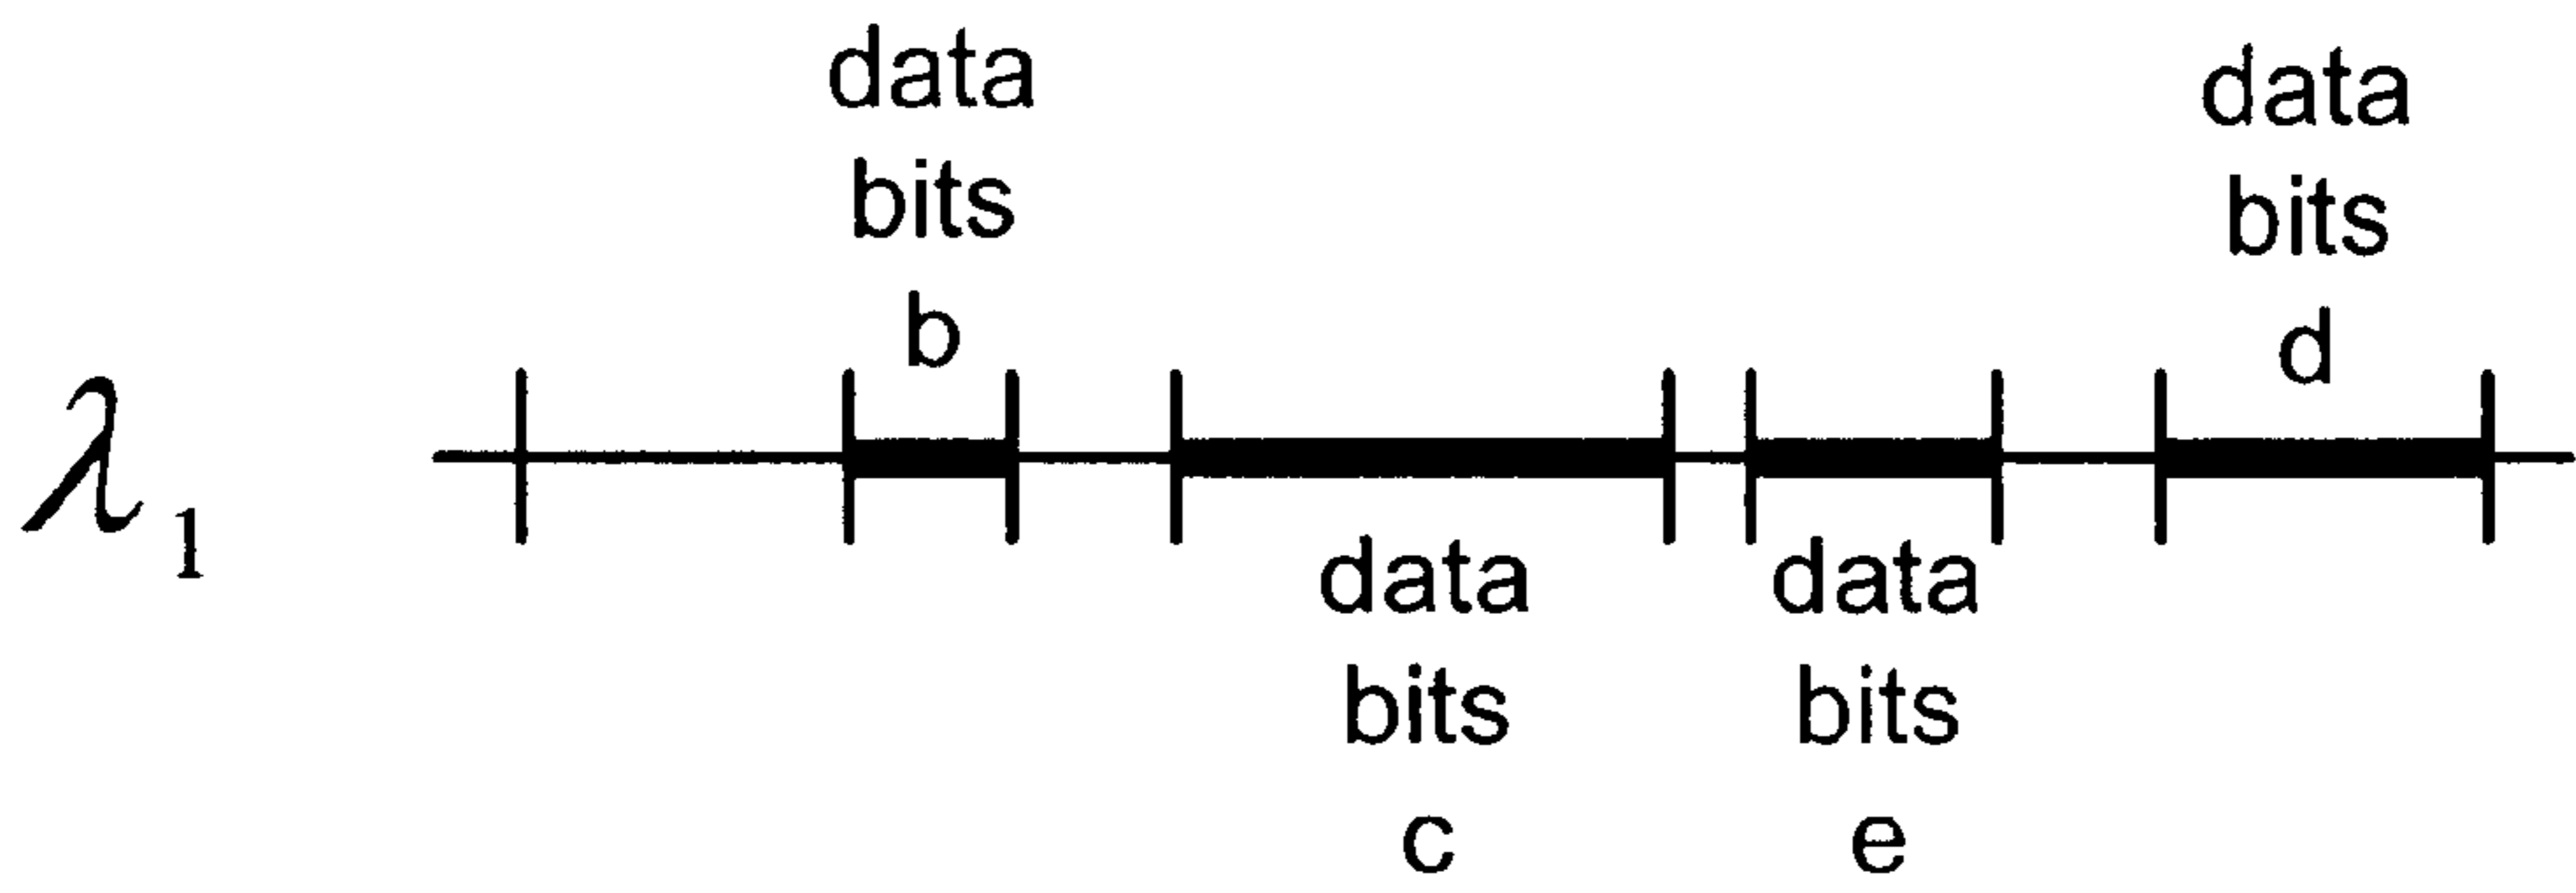 data
bits
b
data
bits
d
λ₁
data
bits
c
data
bits
e